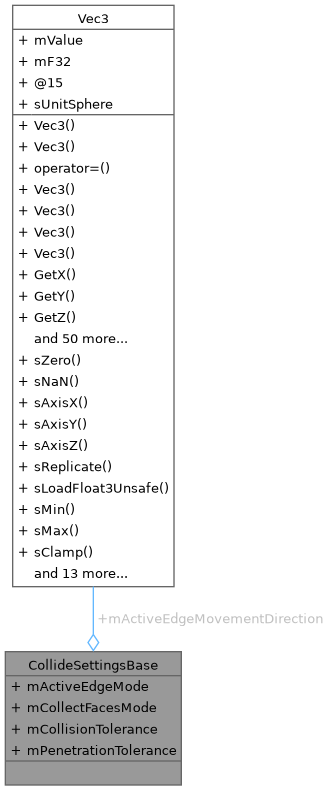 Vec3
+ mValue
+ mF32
+ @15
+ sUnitSphere
+ Vec3()
+ Vec3()
+ operator=()
+ Vec3()
+ Vec3()
+ Vec3()
+ Vec3()
+ GetX()
+ GetY()
+ GetZ()
and 50 more...
+ sZero()
+ sNaN()
+ sAxisX()
+ sAxisY()
+ sAxisZ()
+ sReplicate()
+ sLoadFloat3Unsafe()
+ sMin()
+ sMax()
+ sClamp()
and 13 more...
+mActiveEdgeMovementDirection
CollideSettingsBase
+ mActiveEdgeMode
+ mCollectFacesMode
+ mCollisionTolerance
+ mPenetrationTolerance